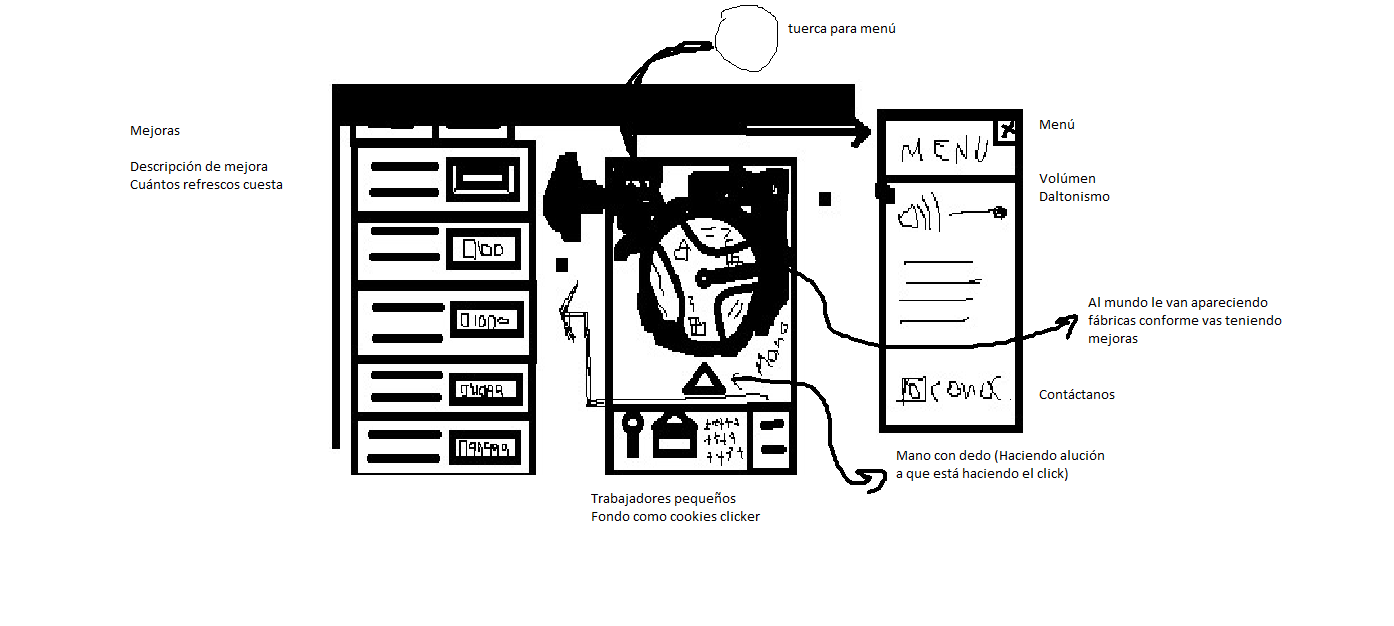 tuerca para menú
Mejoras
Descripción de mejora
Cuántos refrescos cuesta
MENU
X
Menú
Volúmen
Daltonismo
Al mundo le van apareciendo
fábricas conforme vas teniendo
mejoras
Contáctanos
Mano con dedo (Haciendo alución
a que está haciendo el click)
Trabajadores pequeños
Fondo como cookies clicker